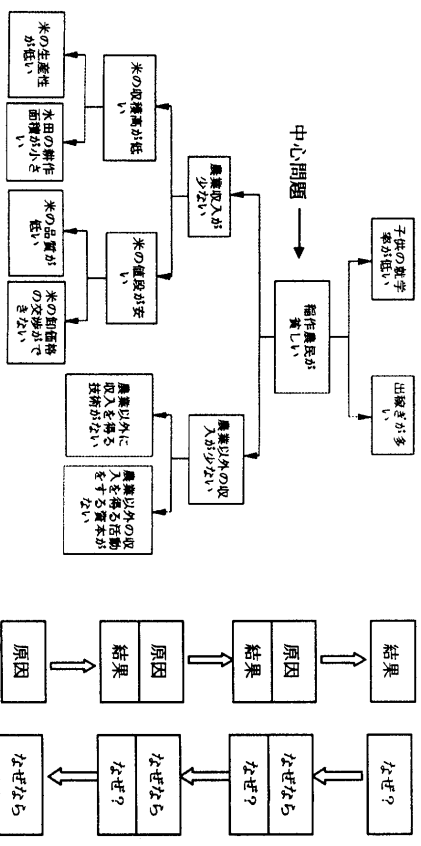 子供の就学
率が低い
出稼ぎが多
い
中心問題
稲作農民が
貧しい
農業収入が
少ない
農業以外の収
入が少ない
米の収穫高が低
い
米の値段が安
い
農業以外に
収入を得る
技術がない
農業以外の収
入を得る活動
をする資本が
ない
米の生産性
が低い
水田の耕作
面積が小さ
い
米の品質が
低い
米の卸価格
の交渉がで
きない
結果
原因
結果
原因
結果
原因
なぜ?
なぜなら
なぜ?
なぜなら
なぜ?
なぜなら